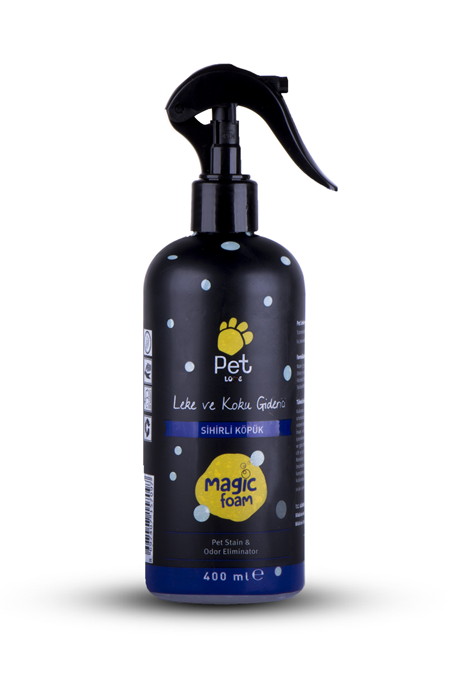 Pet
LOVE
Leke ve Koku Giderici
SİHİRLİ KÖPÜK
magic
foam
Pet Stain &
Odor Eliminator
400 ml e